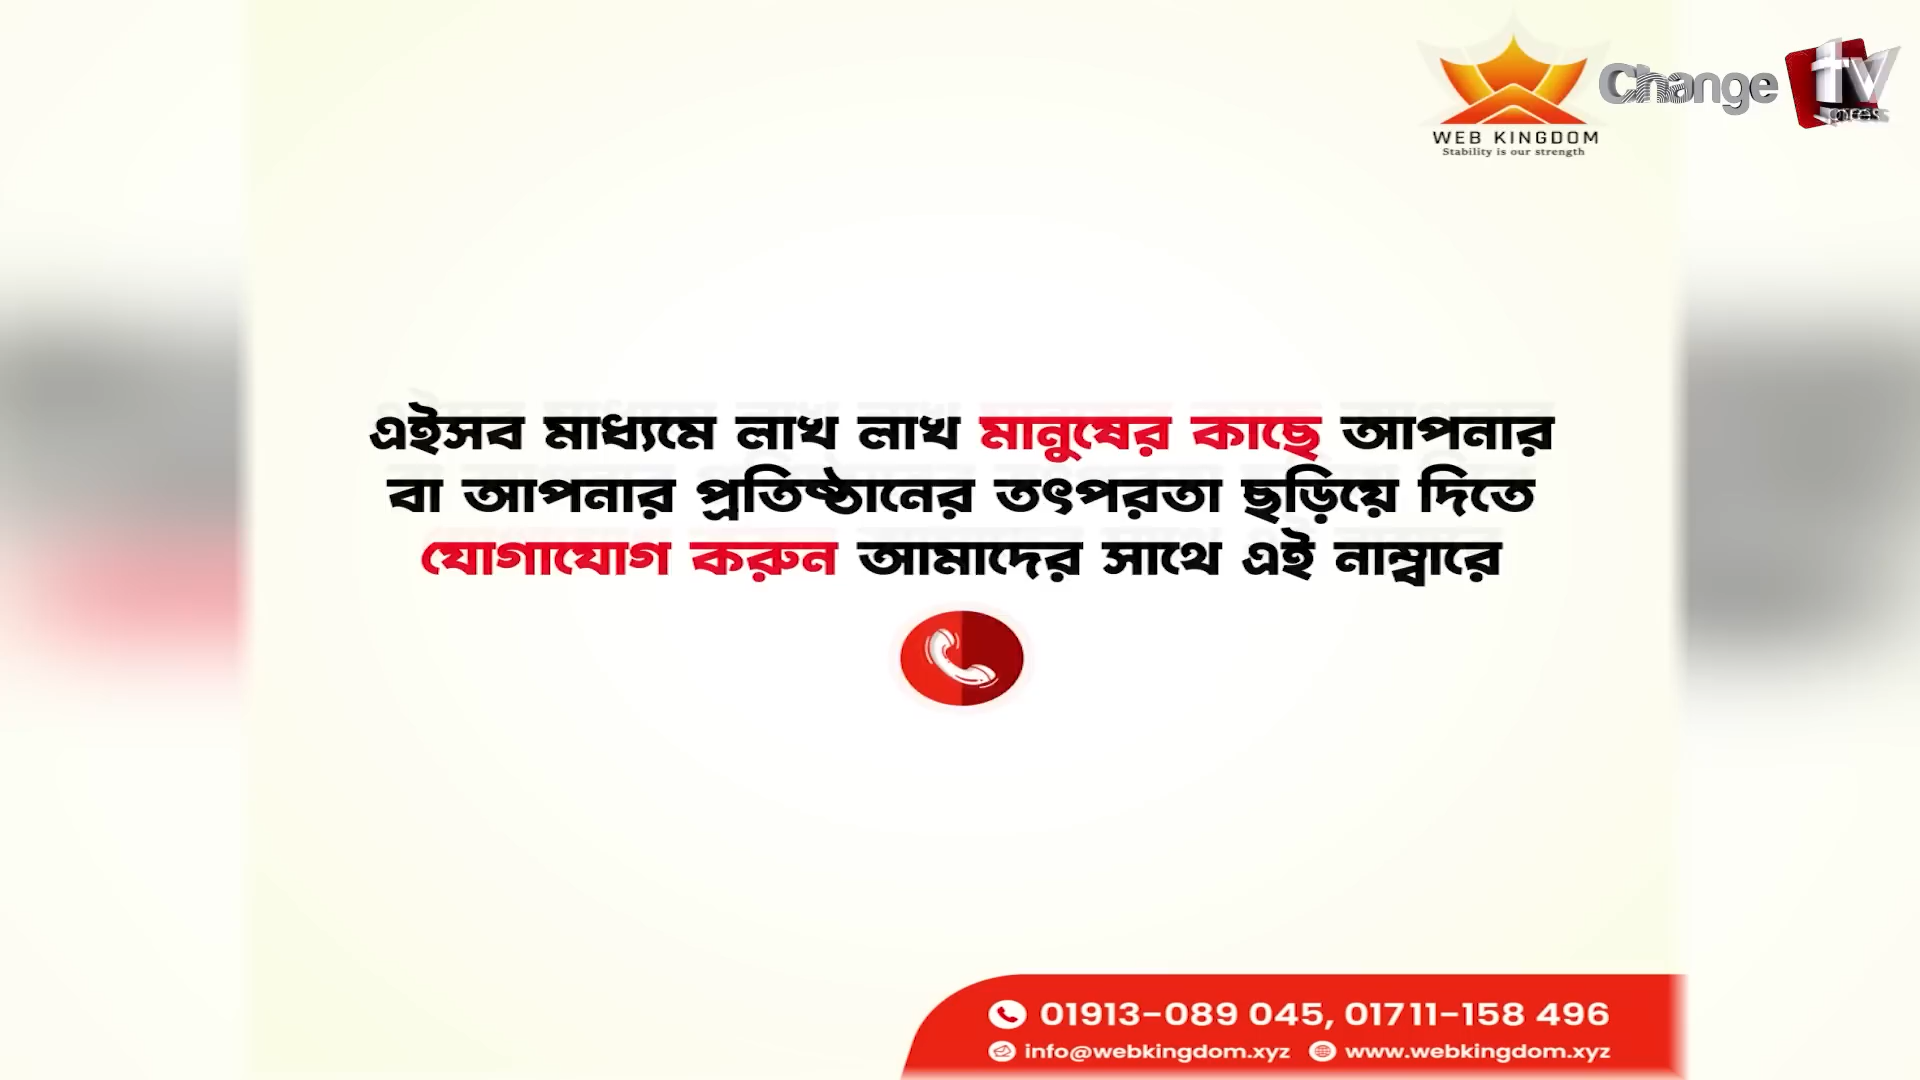 WEB KINGDOM
Stability is our strength
Change tv
press
এইসব মাধ্যমে লাখ লাখ মানুষের কাছে আপনার
বা আপনার প্রতিষ্ঠানের তৎপরতা ছড়িয়ে দিতে
যোগাযোগ করুন আমাদের সাথে এই নাম্বারে
01913-089 045, 01711-158 496
info@webkingdom.xyz www.webkingdom.xyz